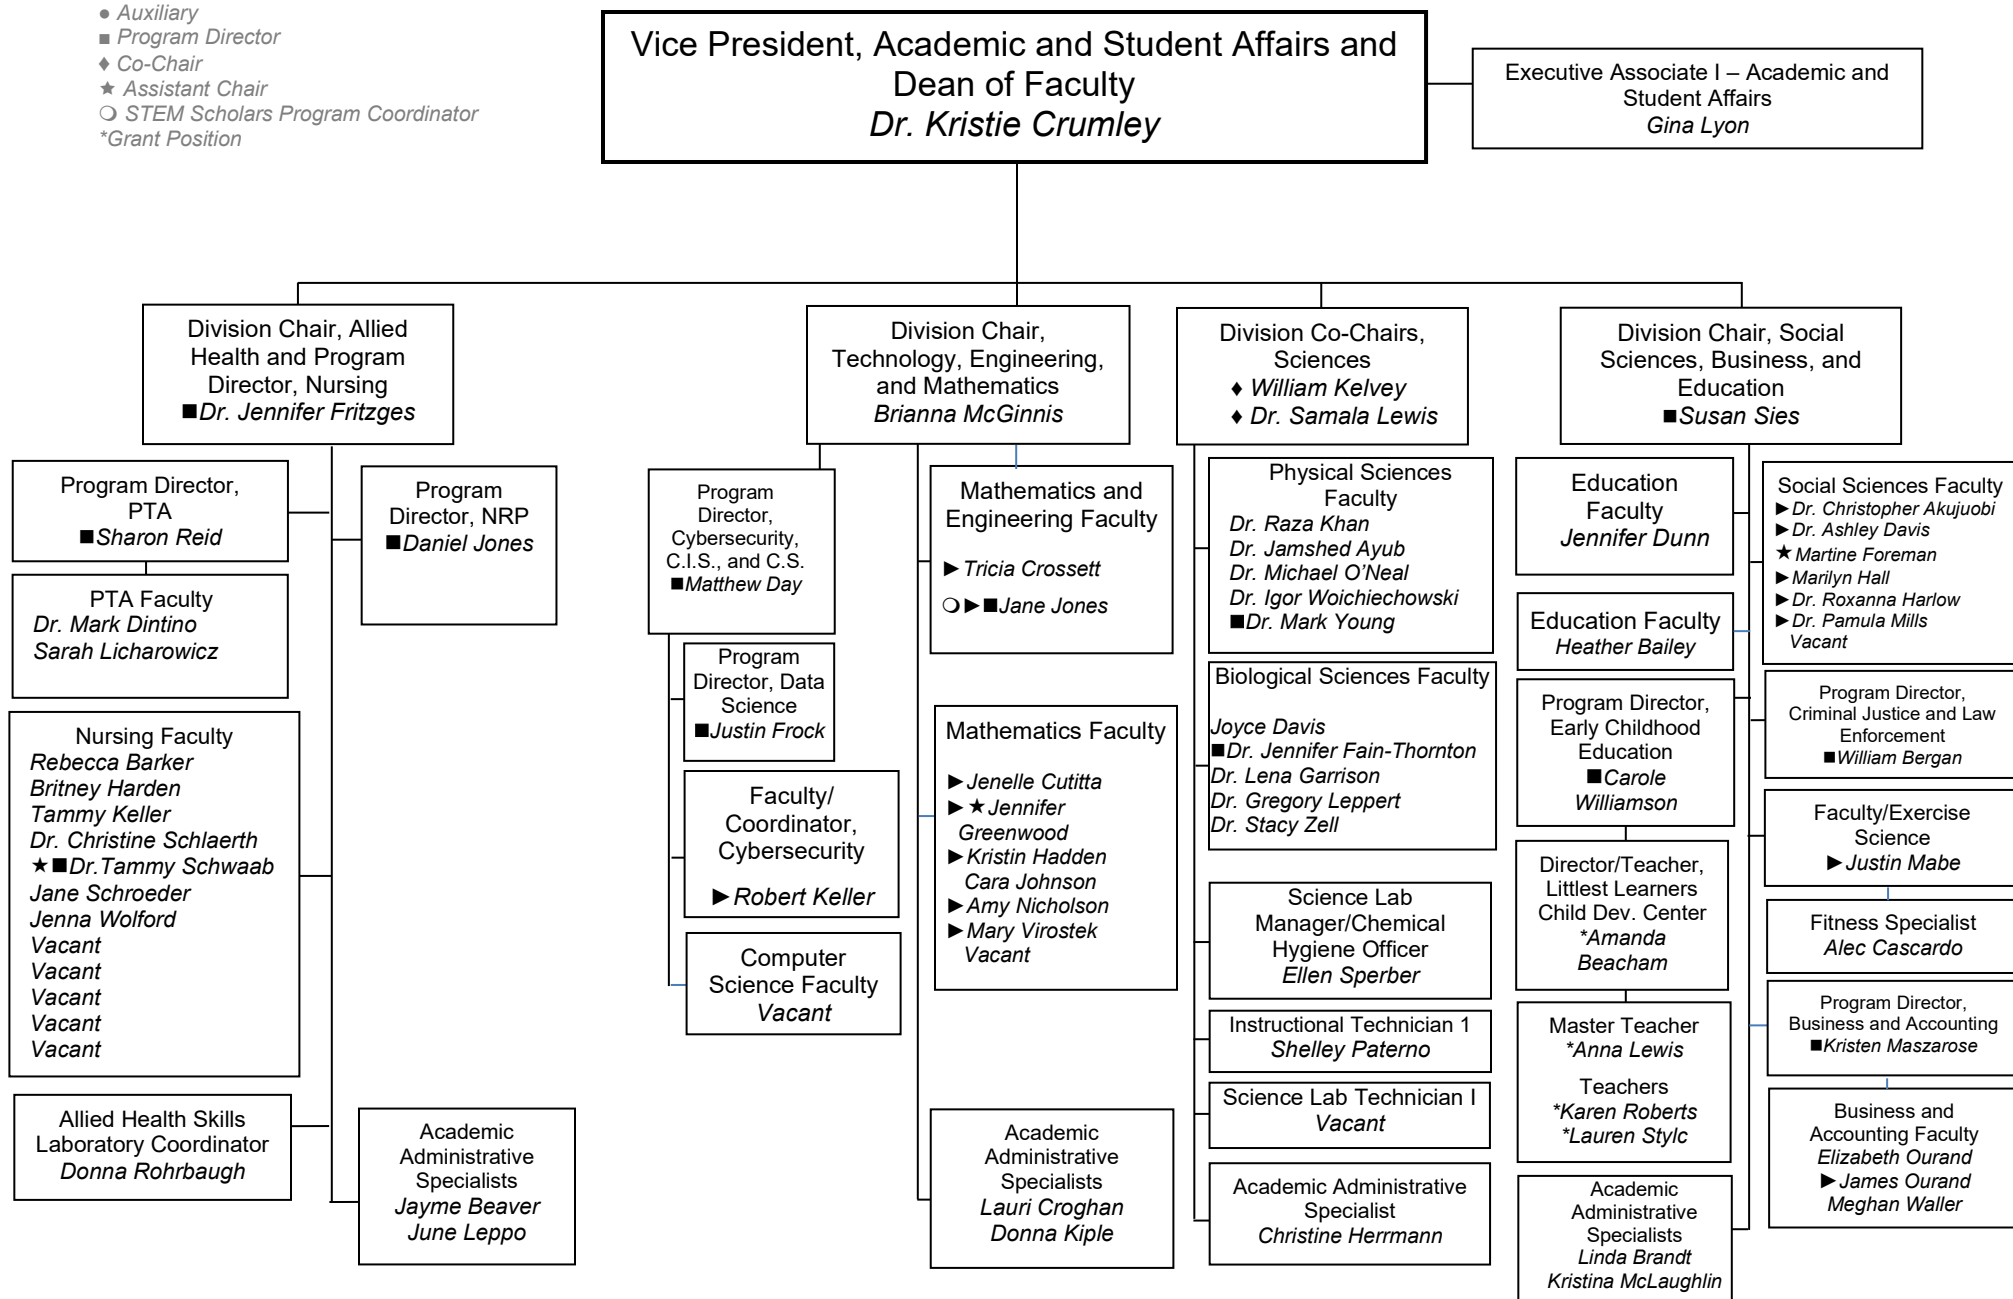 ● Auxiliary
■ Program Director
♦ Co-Chair
★ Assistant Chair
❍ STEM Scholars Program Coordinator
*Grant Position
Vice President, Academic and Student Affairs and
Dean of Faculty
Dr. Kristie Crumley
Executive Associate I – Academic and
Student Affairs
Gina Lyon
Division Chair, Allied
Health and Program
Director, Nursing
■Dr. Jennifer Fritzges
Program Director,
PTA
■Sharon Reid
Program
Director, NRP
■Daniel Jones
PTA Faculty
Dr. Mark Dintino
Sarah Licharowicz
Nursing Faculty
Rebecca Barker
Britney Harden
Tammy Keller
Dr. Christine Schlaerth
★■Dr.Tammy Schwaab
Jane Schroeder
Jenna Wolford
Vacant
Vacant
Vacant
Vacant
Vacant
Allied Health Skills
Laboratory Coordinator
Donna Rohrbaugh
Academic
Administrative
Specialists
Jayme Beaver
June Leppo
Division Chair,
Technology, Engineering,
and Mathematics
Brianna McGinnis
Program
Director,
Cybersecurity,
C.I.S., and C.S.
■Matthew Day
Program
Director, Data
Science
■Justin Frock
Faculty/
Coordinator,
Cybersecurity
►Robert Keller
Computer
Science Faculty
Vacant
Mathematics and
Engineering Faculty
►Tricia Crossett
❍►■Jane Jones
Mathematics Faculty
►Jenelle Cutitta
►★Jennifer
Greenwood
►Kristin Hadden
Cara Johnson
►Amy Nicholson
►Mary Virostek
Vacant
Academic
Administrative
Specialists
Lauri Croghan
Donna Kiple
Division Co-Chairs,
Sciences
♦ William Kelvey
♦ Dr. Samala Lewis
Physical Sciences
Faculty
Dr. Raza Khan
Dr. Jamshed Ayub
Dr. Michael O’Neal
Dr. Igor Woichiechowski
■Dr. Mark Young
Biological Sciences Faculty
Joyce Davis
■Dr. Jennifer Fain-Thornton
Dr. Lena Garrison
Dr. Gregory Leppert
Dr. Stacy Zell
Science Lab
Manager/Chemical
Hygiene Officer
Ellen Sperber
Instructional Technician 1
Shelley Paterno
Science Lab Technician I
Vacant
Academic Administrative
Specialist
Christine Herrmann
Division Chair, Social
Sciences, Business, and
Education
■Susan Sies
Education
Faculty
Jennifer Dunn
Education Faculty
Heather Bailey
Program Director,
Early Childhood
Education
■Carole
Williamson
Director/Teacher,
Littlest Learners
Child Dev. Center
*Amanda
Beacham
Master Teacher
*Anna Lewis
Teachers
*Karen Roberts
*Lauren Stylc
Academic
Administrative
Specialists
Linda Brandt
Kristina McLaughlin
Social Sciences Faculty
►Dr. Christopher Akujuobi
►Dr. Ashley Davis
★Martine Foreman
►Marilyn Hall
►Dr. Roxanna Harlow
►Dr. Pamula Mills
Vacant
Program Director,
Criminal Justice and Law
Enforcement
■William Bergan
Faculty/Exercise
Science
►Justin Mabe
Fitness Specialist
Alec Cascardo
Program Director,
Business and Accounting
■Kristen Maszarose
Business and
Accounting Faculty
Elizabeth Ourand
►James Ourand
Meghan Waller